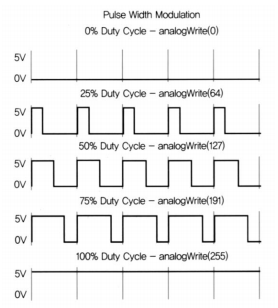 Pulse Width Modulation
0% Duty Cycle – analogWrite(0)
5V
0V
25% Duty Cycle – analogWrite(64)
5V
0V
50% Duty Cycle – analogWrite(127)
5V
0V
75% Duty Cycle – analogWrite(191)
5V
0V
100% Duty Cycle – analogWrite(255)
5V
0V